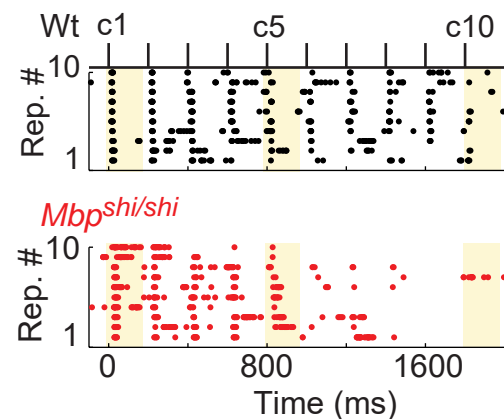 Wt c1 c5 c10
10
Rep. #
1
Mbp^shi/shi
10
Rep. #
1
0 800 1600
Time (ms)